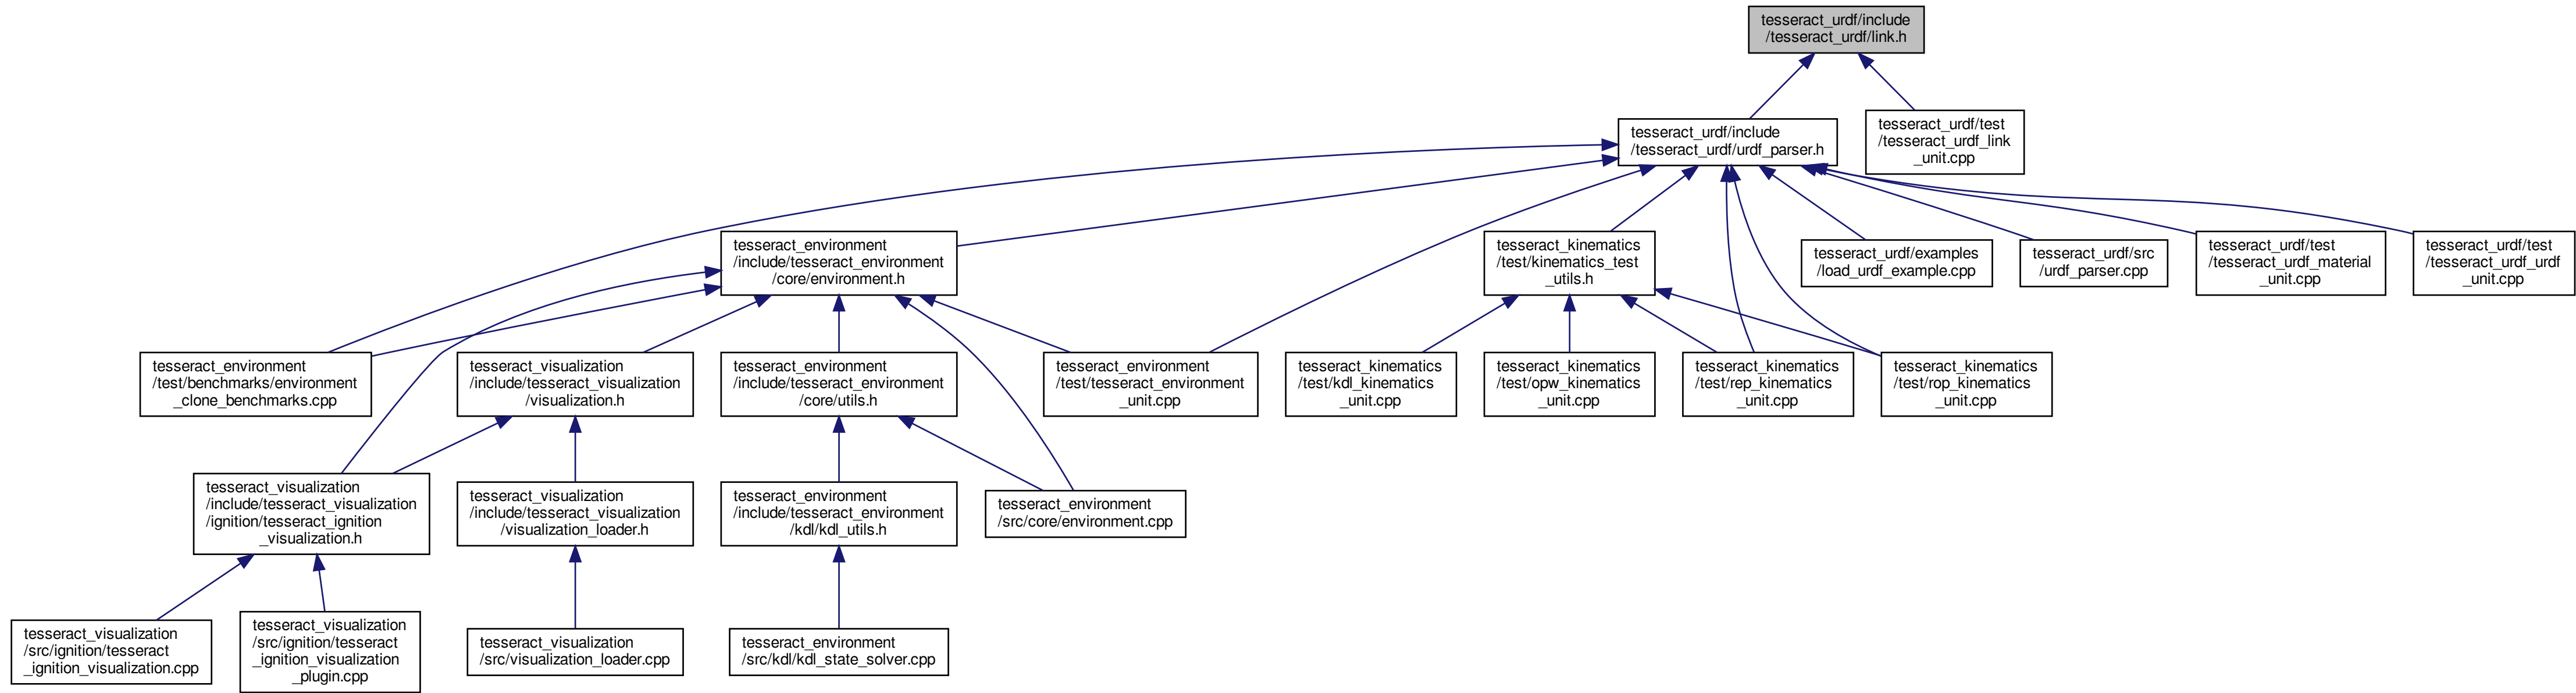 tesseract_urdf/include
/tesseract_urdf/link.h
tesseract_urdf/include
/tesseract_urdf/urdf_parser.h
tesseract_urdf/test
/tesseract_urdf_link
_unit.cpp
tesseract_environment
/include/tesseract_environment
/core/environment.h
tesseract_kinematics
/test/kinematics_test
_utils.h
tesseract_urdf/examples
/load_urdf_example.cpp
tesseract_urdf/src
/urdf_parser.cpp
tesseract_urdf/test
/tesseract_urdf_material
_unit.cpp
tesseract_urdf/test
/tesseract_urdf_urdf
_unit.cpp
tesseract_environment
/test/benchmarks/environment
_clone_benchmarks.cpp
tesseract_visualization
/include/tesseract_visualization
/visualization.h
tesseract_environment
/include/tesseract_environment
/core/utils.h
tesseract_environment
/test/tesseract_environment
_unit.cpp
tesseract_kinematics
/test/kdl_kinematics
_unit.cpp
tesseract_kinematics
/test/opw_kinematics
_unit.cpp
tesseract_kinematics
/test/rep_kinematics
_unit.cpp
tesseract_kinematics
/test/rop_kinematics
_unit.cpp
tesseract_visualization
/include/tesseract_visualization
/ignition/tesseract_ignition
_visualization.h
tesseract_visualization
/include/tesseract_visualization
/visualization_loader.h
tesseract_environment
/include/tesseract_environment
/kdl/kdl_utils.h
tesseract_environment
/src/core/environment.cpp
tesseract_visualization
/src/ignition/tesseract
_ignition_visualization.cpp
tesseract_visualization
/src/ignition/tesseract
_ignition_visualization
_plugin.cpp
tesseract_visualization
/src/visualization_loader.cpp
tesseract_environment
/src/kdl/kdl_state_solver.cpp